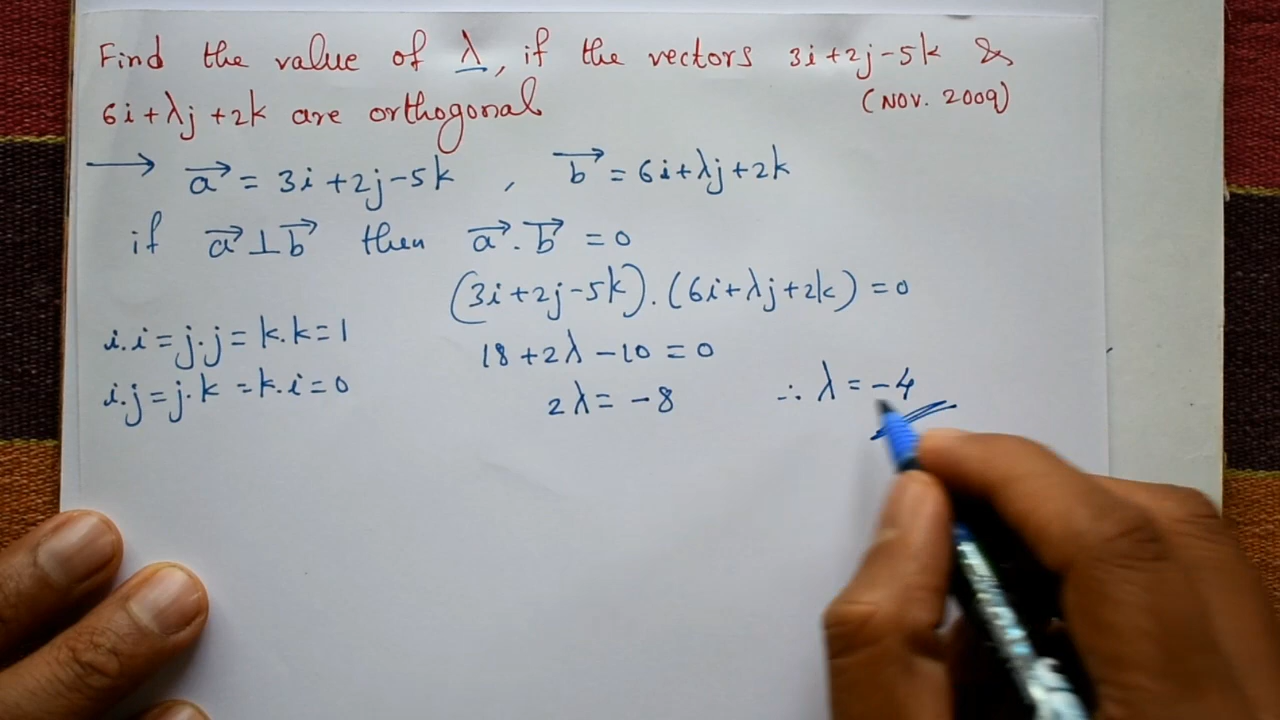 Find the value of λ, if the vectors 3i+2j-5k &
6i+λj+2k are orthogonal (NOV. 2009)
→ a⃗ = 3i+2j-5k , b⃗ = 6i+λj+2k
if a⃗ ⊥ b⃗ then a⃗ . b⃗ = 0
(3i+2j-5k).(6i+λj+2k) = 0
i.i = j.j = k.k = 1
18+2λ-10 = 0
i.j = j.k = k.i = 0
2λ = -8 ∴ λ = -4